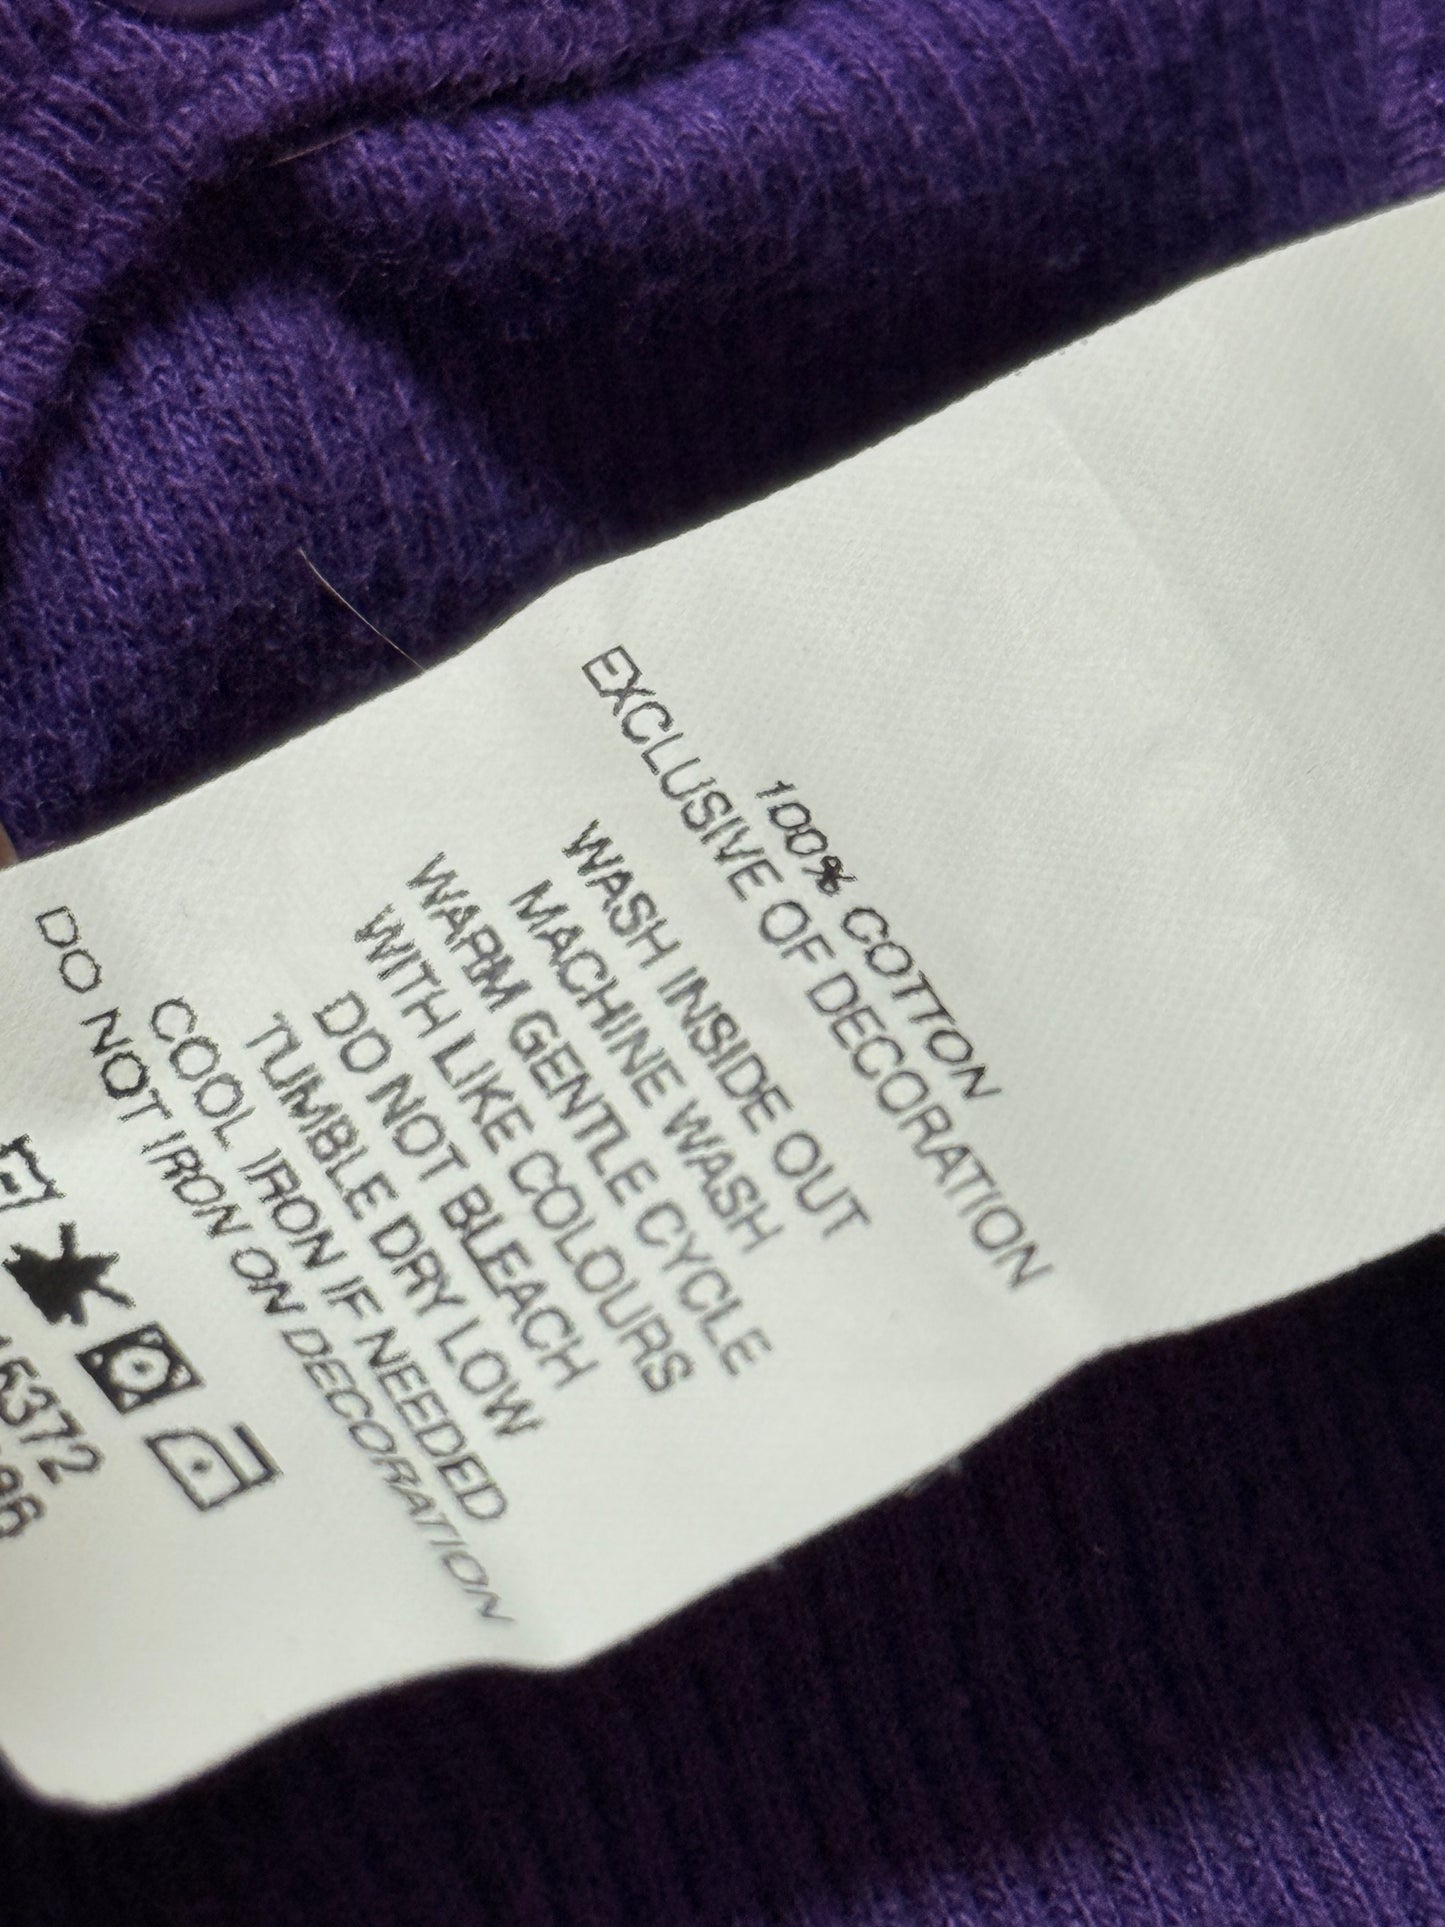 100% COTTON
EXCLUSIVE OF DECORATION
WASH INSIDE OUT
MACHINE WASH
WARM GENTLE CYCLE
WITH LIKE COLOURS
DO NOT BLEACH
TUMBLE DRY LOW
COOL IRON IF NEEDED
DO NOT IRON ON DECORATION